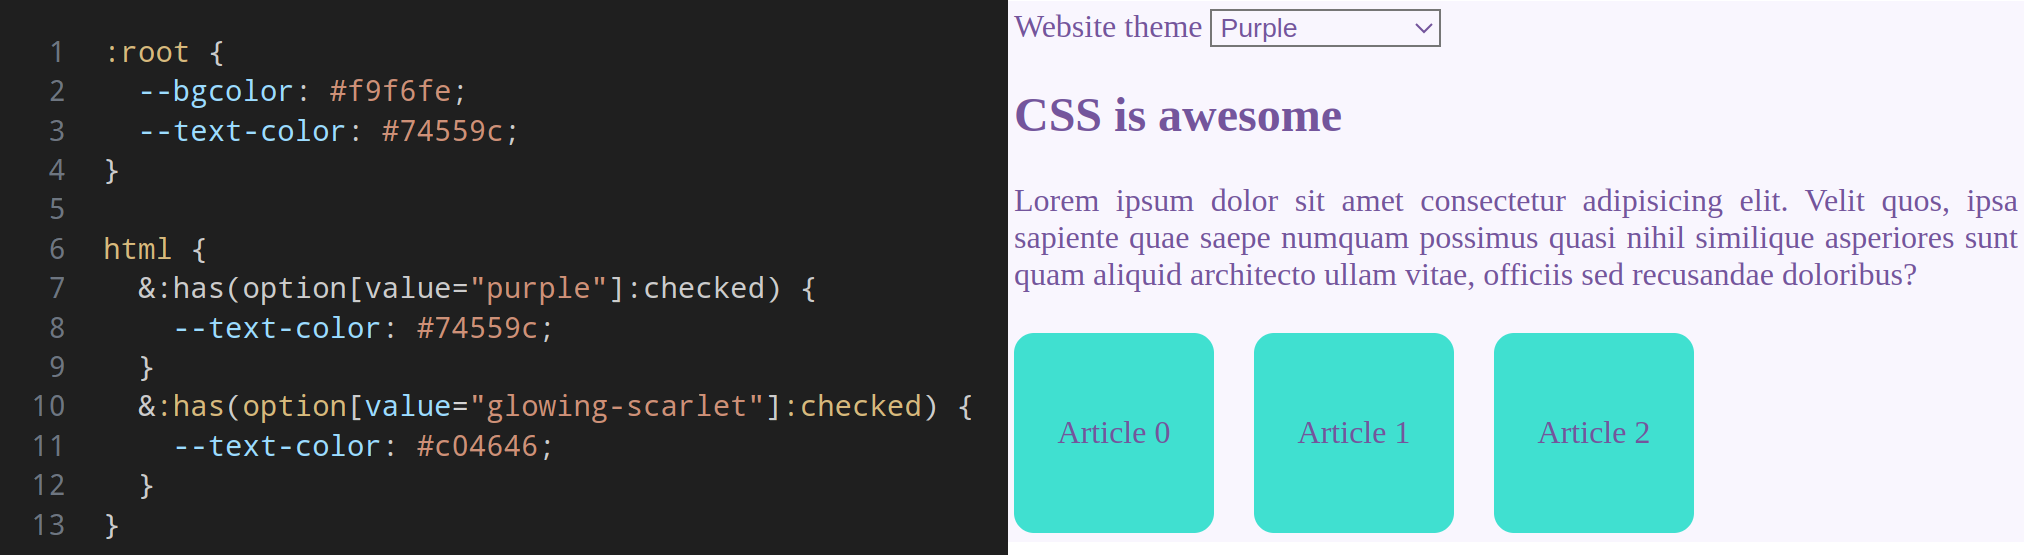 1 :root {
2 --bgcolor: #f9f6fe;
3 --text-color: #74559c;
4 }
5
6 html {
7 &:has(option[value="purple"]:checked) {
8 --text-color: #74559c;
9 }
10 &:has(option[value="glowing-scarlet"]:checked) {
11 --text-color: #c04646;
12 }
13 }
Website theme Purple
CSS is awesome
Lorem ipsum dolor sit amet consectetur adipisicing elit. Velit quos, ipsa
sapiente quae saepe numquam possimus quasi nihil similique asperiores sunt
quam aliquid architecto ullam vitae, officiis sed recusandae doloribus?
Article 0 Article 1 Article 2